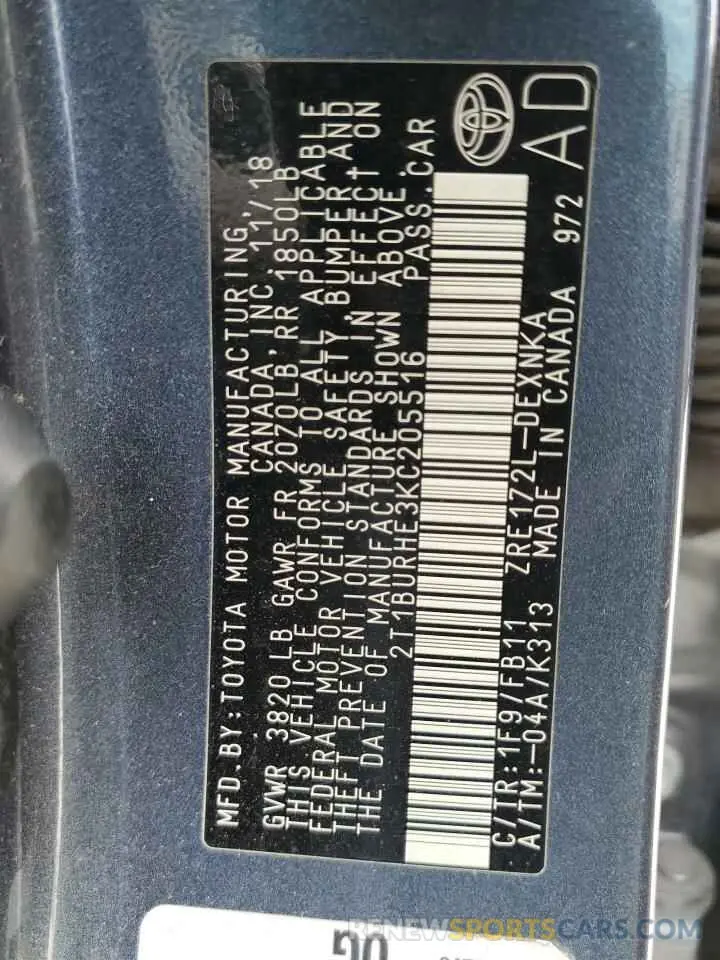 MFD.BY:TOYOTA MOTOR MANUFACTURING,
CANADA, INC. 11/18
GVWR 3820 LB GAWR FR 2070LB, RR 1850LB
THIS VEHICLE CONFORMS TO ALL APPLICABLE
FEDERAL MOTOR VEHICLE SAFETY, BUMPER AND
THEFT PREVENTION STANDARDS IN EFFECT ON
THE DATE OF MANUFACTURE SHOWN ABOVE.
2T1BURHE3KC205516 PASS.CAR
C/TR:1F9/FB11 ZRE172L-DEXNKA
A/TM:-04A/K313 MADE IN CANADA 972
AD
RENEWSPORTSCARS.COM